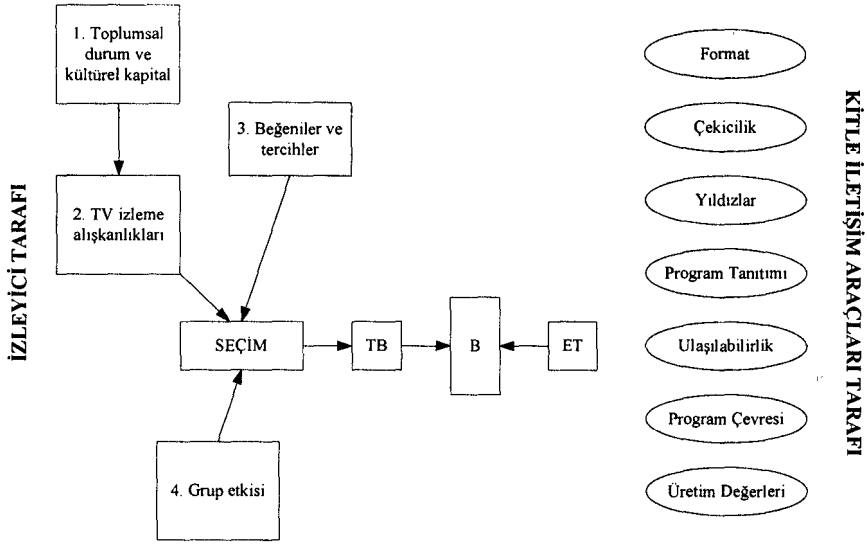 İZLEYİCİ TARAFI
1. Toplumsal
durum ve
kültürel kapital
2. TV izleme
alışkanlıkları
3. Beğeniler ve
tercihler
SEÇİM
4. Grup etkisi
TB
B
ET
Format
Çekicilik
Yıldızlar
Program Tanıtımı
Ulaşılabilirlik
Program Çevresi
Üretim Değerleri
KİTLE İLETİŞİM ARAÇLARI TARAFI